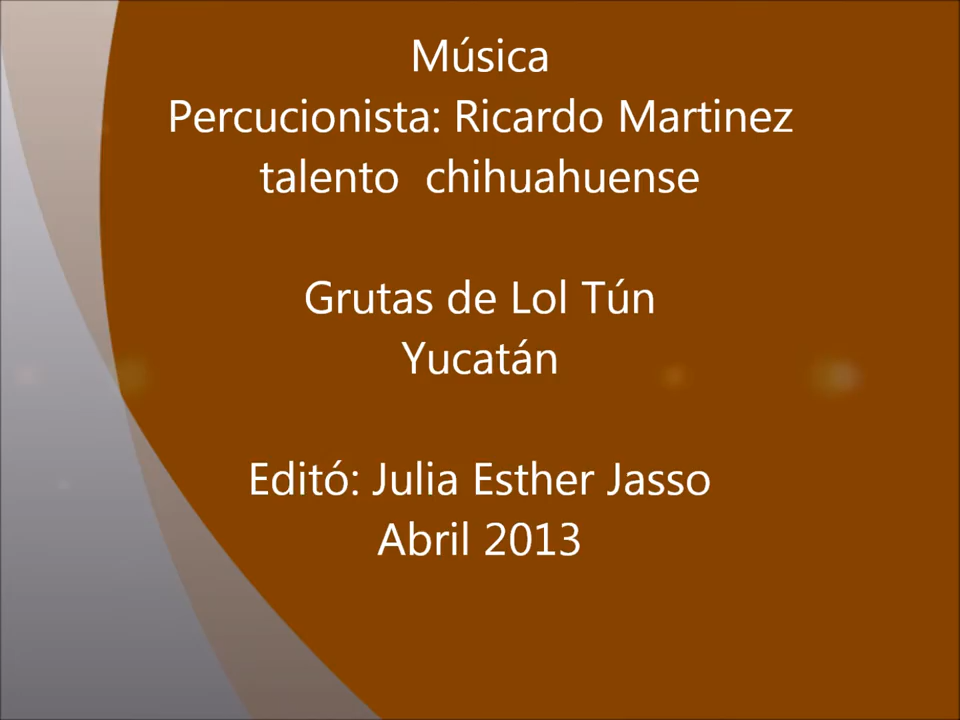 Música
Percucionista: Ricardo Martinez
talento  chihuahuense
Grutas de Lol Tún
Yucatán
Editó: Julia Esther Jasso
Abril 2013